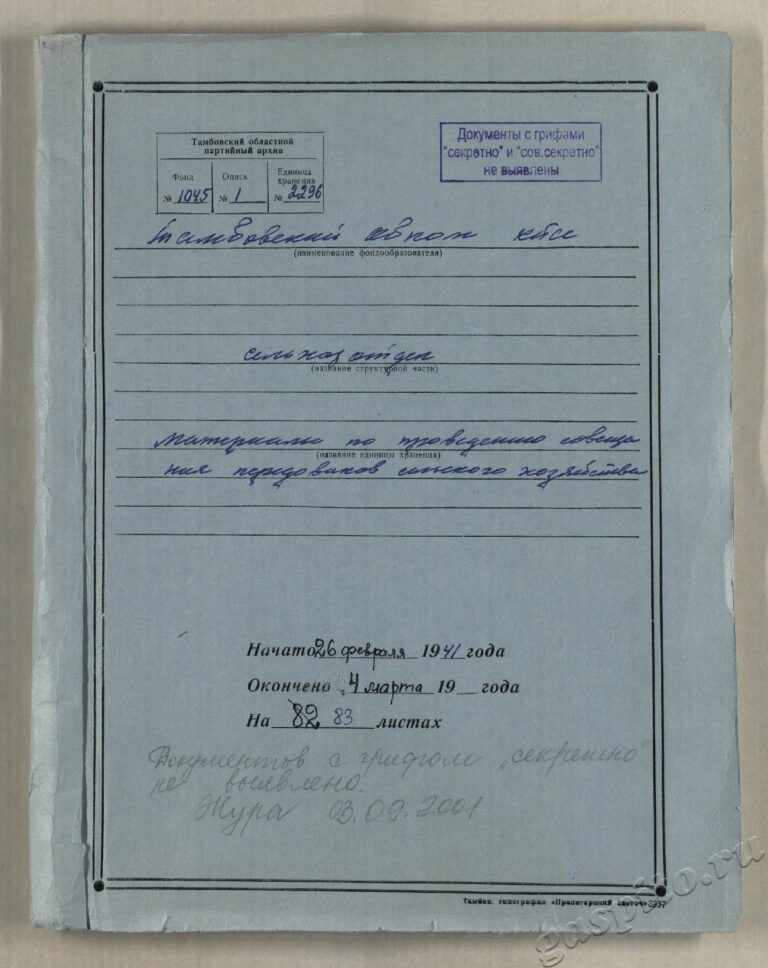 Тамбовский областной
партийный архив
Фонд
№ 1045
Опись
№ 1
Единица
хранения
№ 2296
Документы с грифами
"секретно" и "сов.секретно"
не выявлены
Тамбовский обком
(наименование фондообразователя)
сельхозотдел
(название структурной части)
материалы по проведению совеща
(название единицы хранения)
ния передовиков сельского хозяйства
Начато 26 февраля 1941 года
Окончено 4 марта 19 года
На 82 83 листах
Документов с грифом „секретно"
не выявлено.
Жура 03.09.2001
Тамбов, типография «Пролетарский светоч» 3937
gaspito.ru